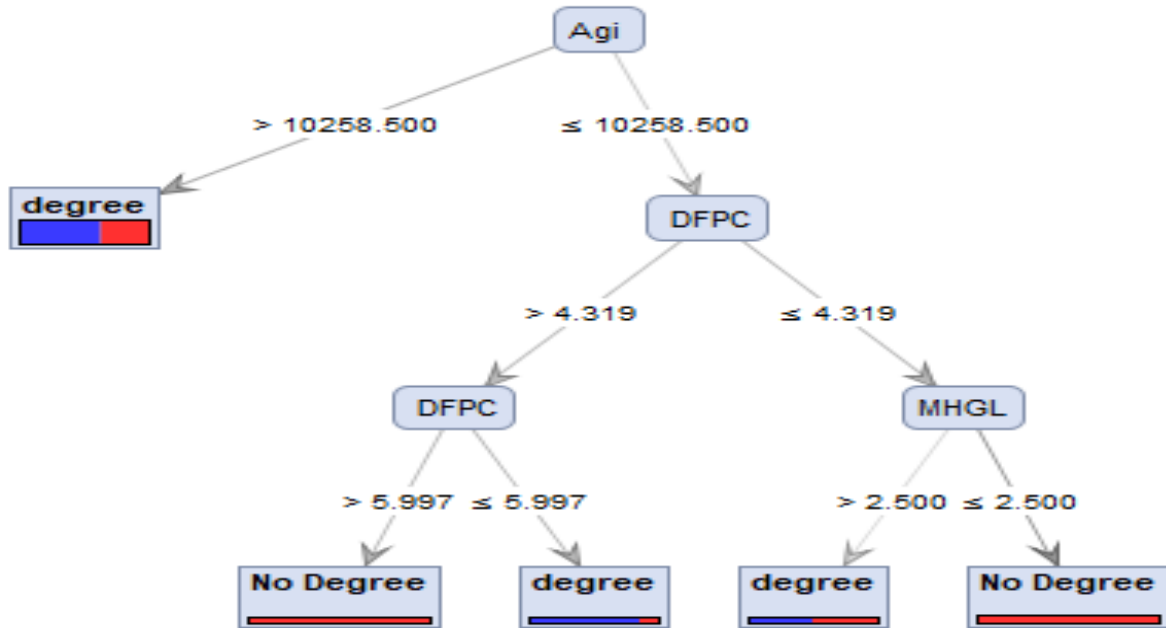 Agi
> 10258.500 ≤ 10258.500
degree
DFPC
> 4.319 ≤ 4.319
DFPC MHGL
> 5.997 ≤ 5.997 > 2.500 ≤ 2.500
No Degree degree degree No Degree